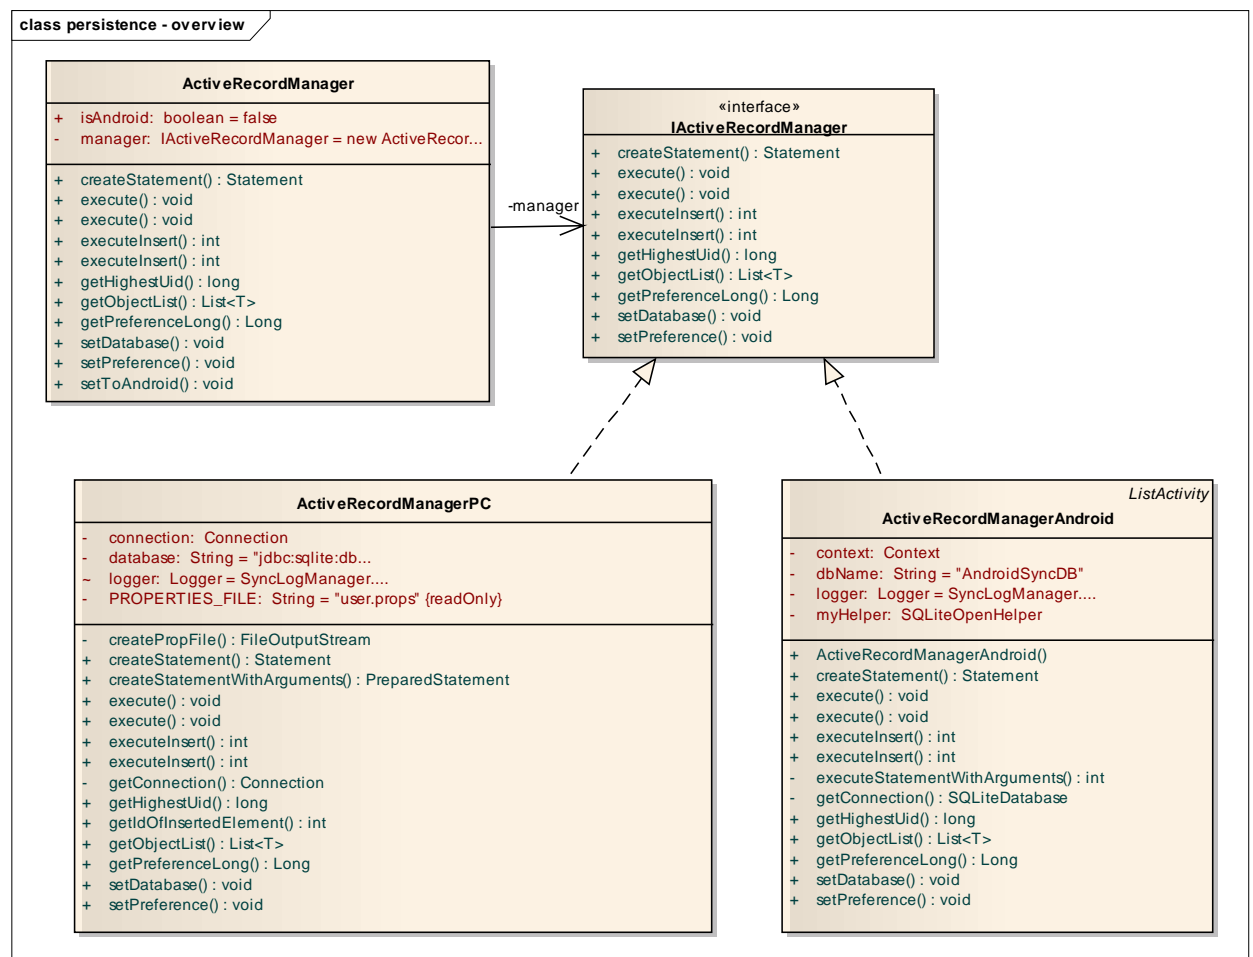 class persistence - overview
ActiveRecordManager
+ isAndroid: boolean = false
- manager: IActiveRecordManager = new ActiveRecor...
+ createStatement() : Statement
+ execute() : void
+ execute() : void
+ executeInsert() : int
+ executeInsert() : int
+ getHighestUid() : long
+ getObjectList() : List<T>
+ getPreferenceLong() : Long
+ setDatabase() : void
+ setPreference() : void
+ setToAndroid() : void
-manager
«interface»
IActiveRecordManager
+ createStatement() : Statement
+ execute() : void
+ execute() : void
+ executeInsert() : int
+ executeInsert() : int
+ getHighestUid() : long
+ getObjectList() : List<T>
+ getPreferenceLong() : Long
+ setDatabase() : void
+ setPreference() : void
ActiveRecordManagerPC
- connection: Connection
- database: String = "jdbc:sqlite:db...
~ logger: Logger = SyncLogManager....
- PROPERTIES_FILE: String = "user.props" {readOnly}
- createPropFile() : FileOutputStream
+ createStatement() : Statement
+ createStatementWithArguments() : PreparedStatement
+ execute() : void
+ execute() : void
+ executeInsert() : int
+ executeInsert() : int
- getConnection() : Connection
+ getHighestUid() : long
+ getIdOfInsertedElement() : int
+ getObjectList() : List<T>
+ getPreferenceLong() : Long
+ setDatabase() : void
+ setPreference() : void
ListActivity
ActiveRecordManagerAndroid
- context: Context
- dbName: String = "AndroidSyncDB"
- logger: Logger = SyncLogManager....
- myHelper: SQLiteOpenHelper
+ ActiveRecordManagerAndroid()
+ createStatement() : Statement
+ execute() : void
+ execute() : void
+ executeInsert() : int
+ executeInsert() : int
- executeStatementWithArguments() : int
- getConnection() : SQLiteDatabase
+ getHighestUid() : long
+ getObjectList() : List<T>
+ getPreferenceLong() : Long
+ setDatabase() : void
+ setPreference() : void